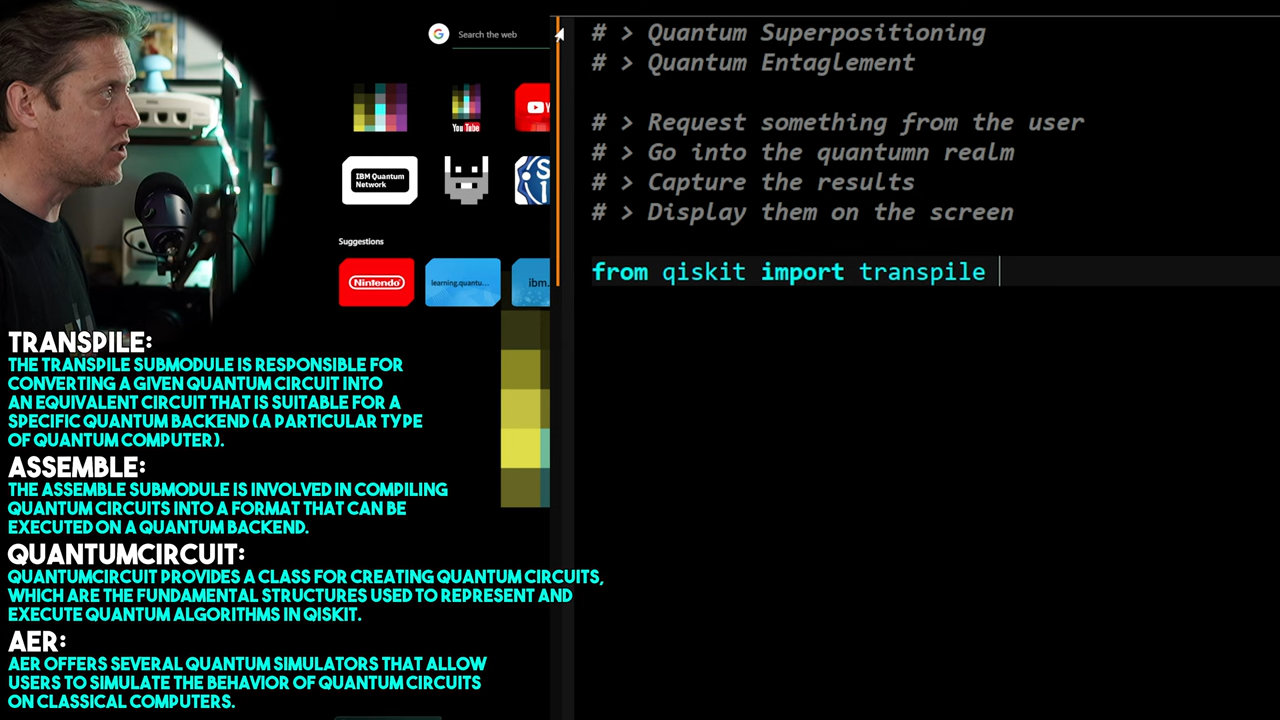 Search the web
You Tube
IBM Quantum
Network
Suggestions
Nintendo
learning.quantu...
ibm.
# > Quantum Superpositioning
# > Quantum Entaglement
# > Request something from the user
# > Go into the quantumn realm
# > Capture the results
# > Display them on the screen
from qiskit import transpile
TRANSPILE:
THE TRANSPILE SUBMODULE IS RESPONSIBLE FOR
CONVERTING A GIVEN QUANTUM CIRCUIT INTO
AN EQUIVALENT CIRCUIT THAT IS SUITABLE FOR A
SPECIFIC QUANTUM BACKEND (A PARTICULAR TYPE
OF QUANTUM COMPUTER).
ASSEMBLE:
THE ASSEMBLE SUBMODULE IS INVOLVED IN COMPILING
QUANTUM CIRCUITS INTO A FORMAT THAT CAN BE
EXECUTED ON A QUANTUM BACKEND.
QUANTUMCIRCUIT:
QUANTUMCIRCUIT PROVIDES A CLASS FOR CREATING QUANTUM CIRCUITS,
WHICH ARE THE FUNDAMENTAL STRUCTURES USED TO REPRESENT AND
EXECUTE QUANTUM ALGORITHMS IN QISKIT.
AER:
AER OFFERS SEVERAL QUANTUM SIMULATORS THAT ALLOW
USERS TO SIMULATE THE BEHAVIOR OF QUANTUM CIRCUITS
ON CLASSICAL COMPUTERS.